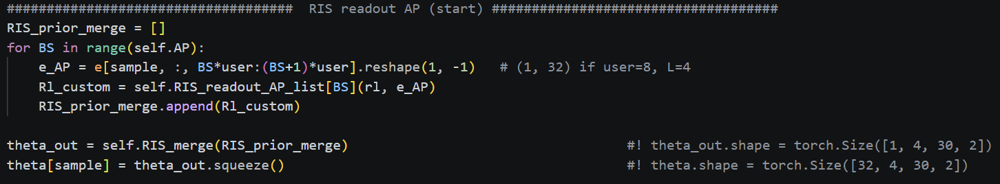 #################################### RIS readout AP (start) ####################################
RIS_prior_merge = []
for BS in range(self.AP):
    e_AP = e[sample, :, BS*user:(BS+1)*user].reshape(1, -1)   # (1, 32) if user=8, L=4
    Rl_custom = self.RIS_readout_AP_list[BS](rl, e_AP)
    RIS_prior_merge.append(Rl_custom)
theta_out = self.RIS_merge(RIS_prior_merge)                                  #! theta_out.shape = torch.Size([1, 4, 30, 2])
theta[sample] = theta_out.squeeze()                                          #! theta.shape = torch.Size([32, 4, 30, 2])